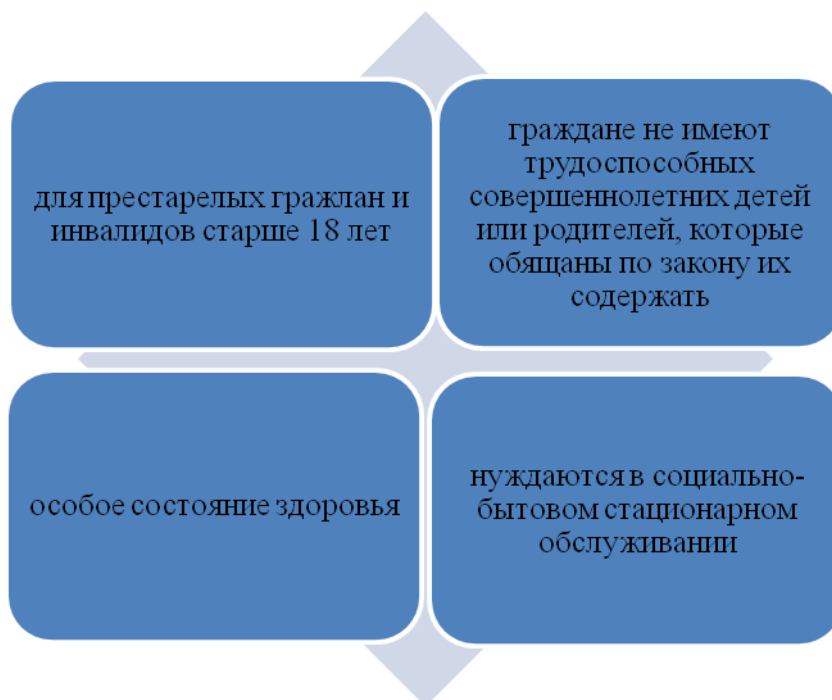 для престарелых гражлан и
инвалидов старше 18 лет
граждане не имеют
трудоспособных
совершеннолетних детей
или родителей, которые
обящаны по закону их
содержать
особое состояние здоровья
нуждаются в социально-
бытовом стационарном
обслуживании